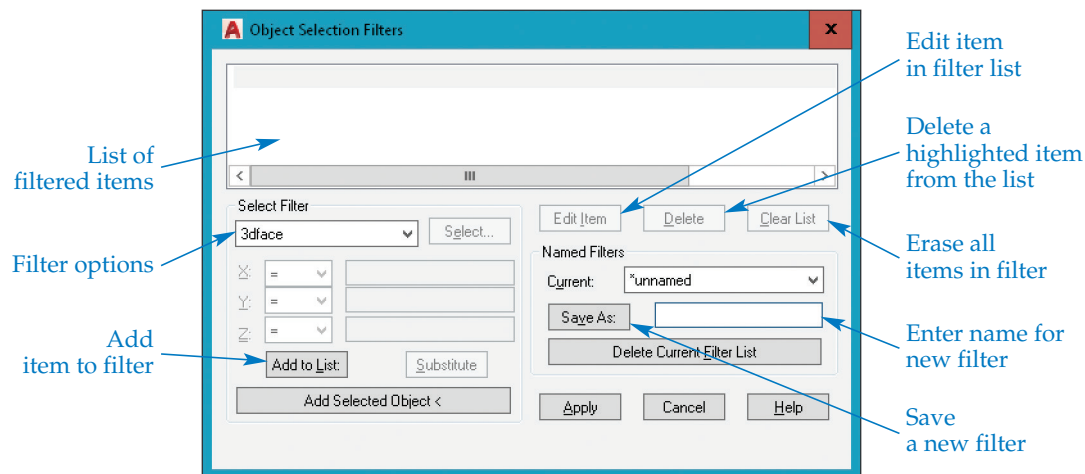 Object Selection Filters
x
Edit item
in filter list
Delete a
highlighted item
from the list
List of
filtered items
Select Filter
3dface
Select...
Edit Item
Delete
Clear List
Filter options
Erase all
items in filter
Named Filters
X:
=
Current:
*unnamed
Y:
=
Save As:
Z:
=
Enter name for
new filter
Add
item to filter
Add to List:
Substitute
Delete Current Filter List
Add Selected Object <
Apply
Cancel
Help
Save
a new filter